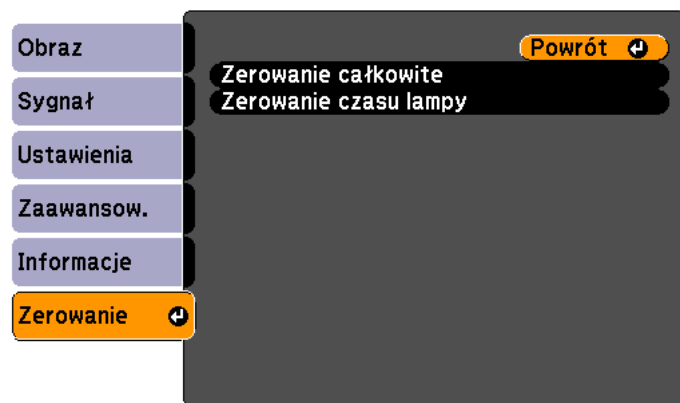 Obraz
Sygnał
Ustawienia
Zaawansow.
Informacje
Zerowanie
Powrót
Zerowanie całkowite
Zerowanie czasu lampy